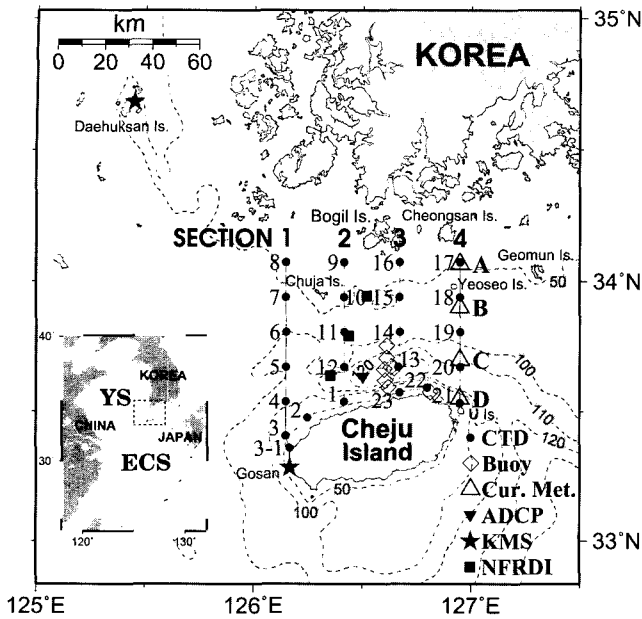 km
0 20 40 60
35°N
KOREA
Daehuksan Is.
Bogil Is.
Cheongsan Is.
SECTION 1 2 3 4
Geomun Is.
8 9 16 17 A
34°N
Chuja Is.
Yeoseo Is.
50
7 10 15 18
B
6 11 14 19
40
KOREA
YS
CHINA
JAPAN
ECS
30
120° 130°
5 12 50 13 20 C
100
22
4 1 23 21 D
110
2
U Is.
120
3
3-1
Cheju
Island
Gosan
50
100
CTD
Buoy
Cur. Met.
ADCP
KMS
NFRDI
33°N
125°E 126°E 127°E